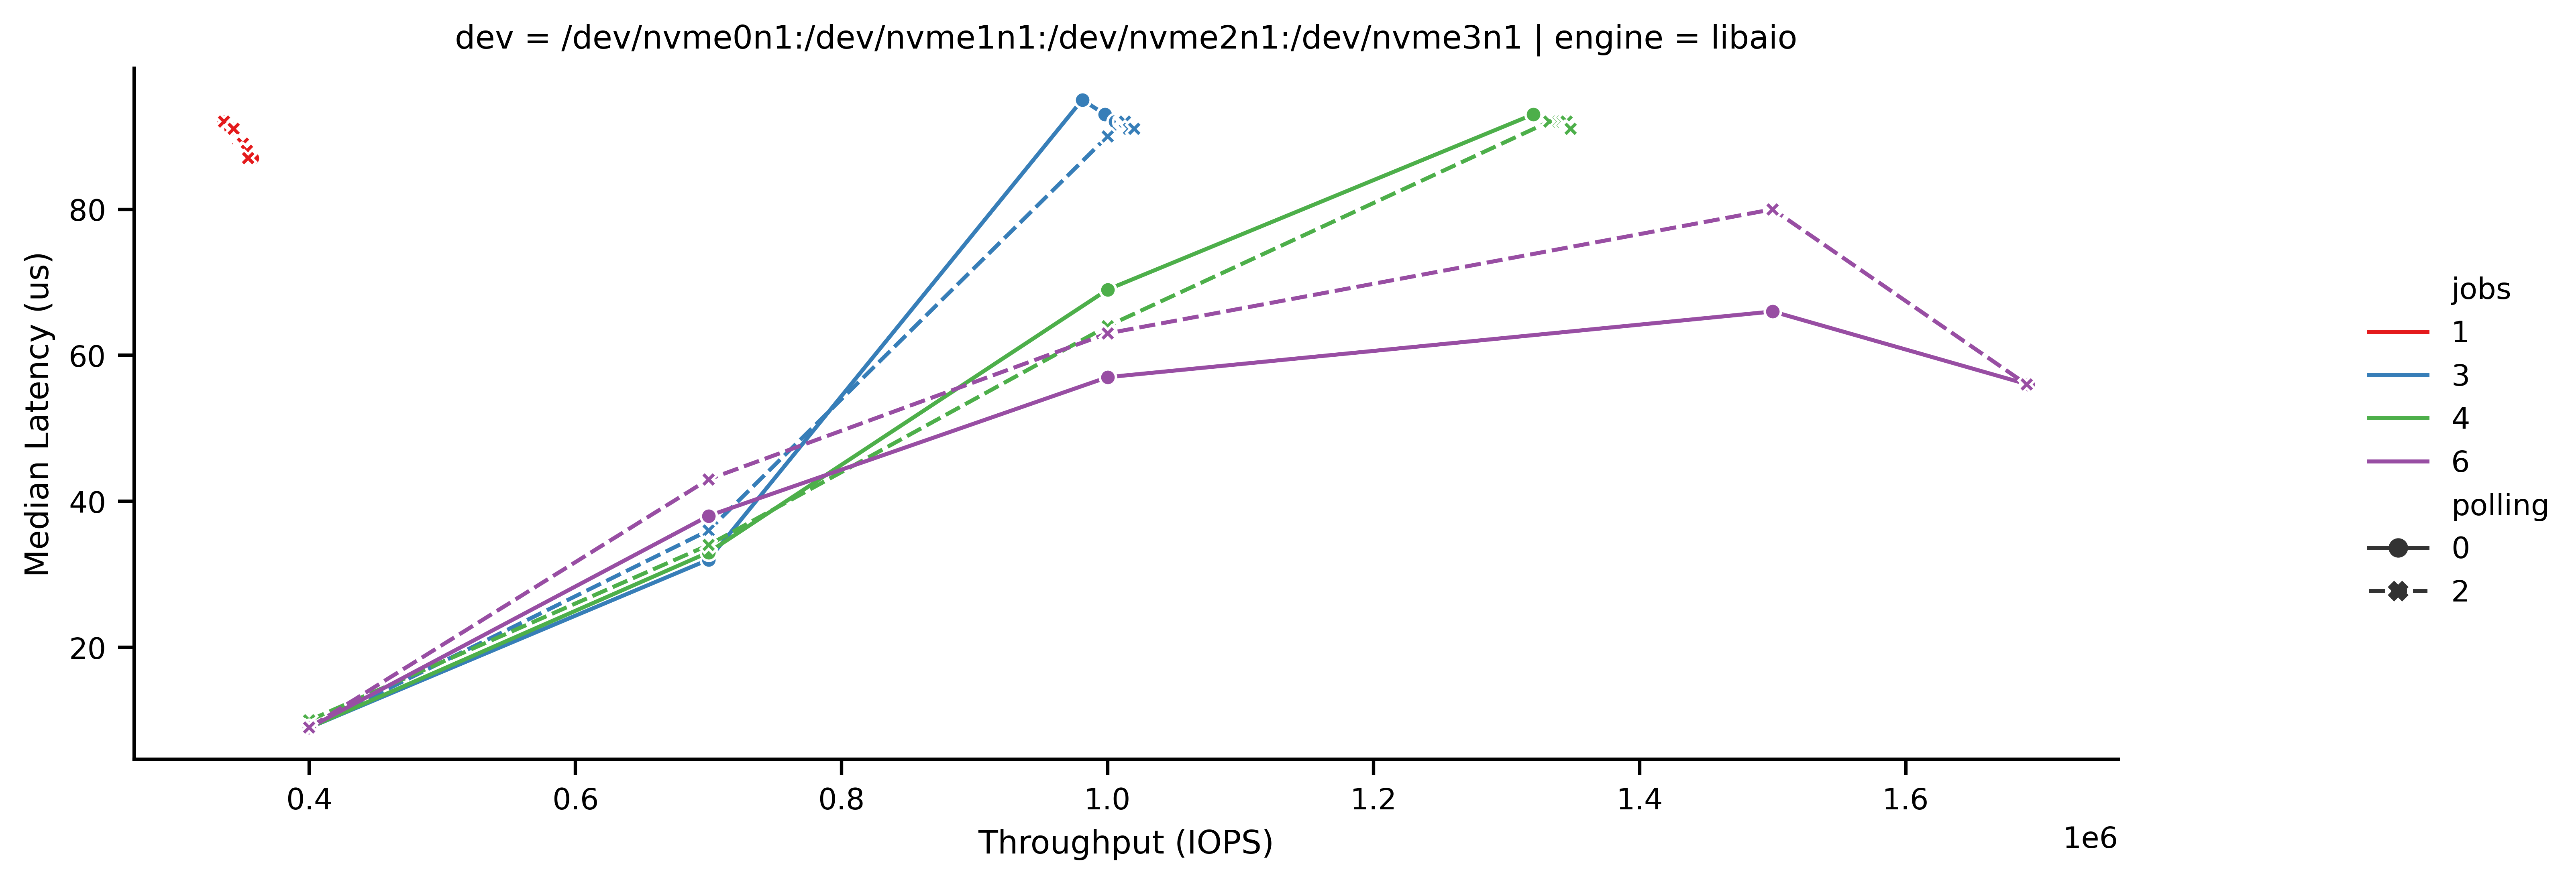 dev = /dev/nvme0n1:/dev/nvme1n1:/dev/nvme2n1:/dev/nvme3n1 | engine = libaio
Median Latency (us)
80
60
40
20
0.4
0.6
0.8
1.0
1.2
1.4
1.6
1e6
Throughput (IOPS)
jobs
1
3
4
6
polling
0
2